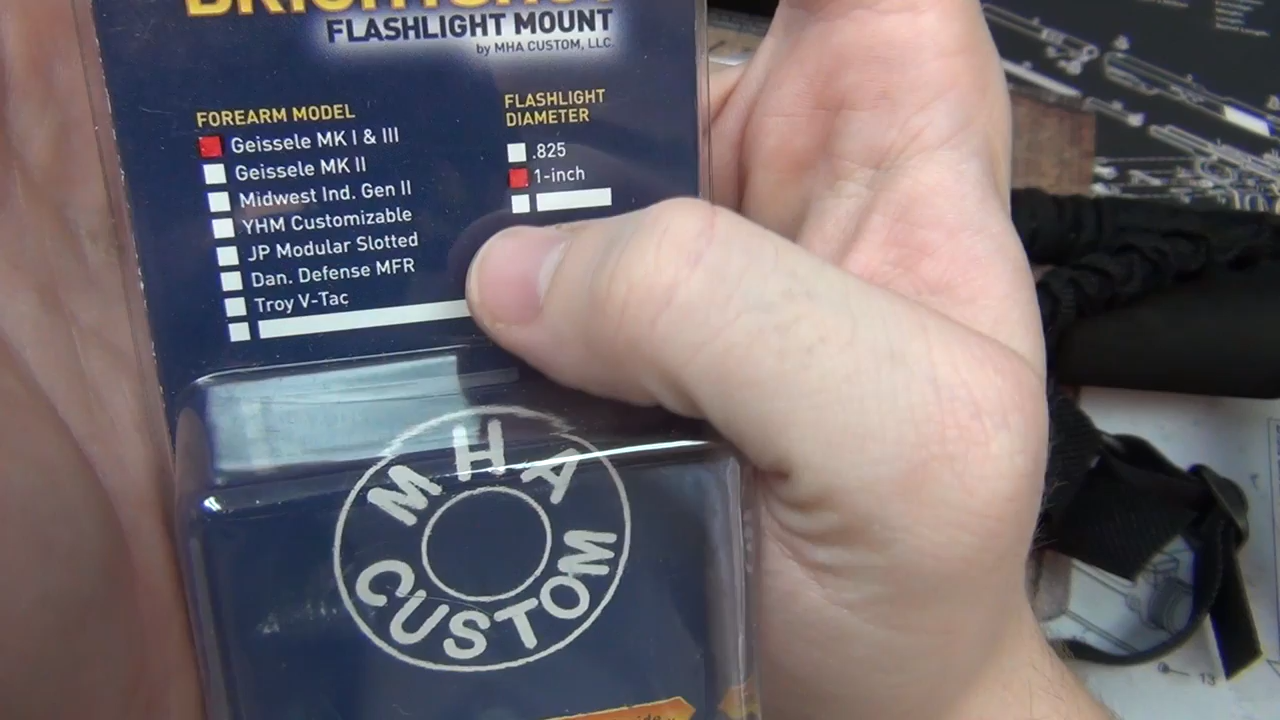 FLASHLIGHT MOUNT
by MHA CUSTOM, LLC.
FOREARM MODEL
Geissele MK I & III
Geissele MK II
Midwest Ind. Gen II
YHM Customizable
JP Modular Slotted
Dan. Defense MFR
Troy V-Tac
FLASHLIGHT
DIAMETER
.825
1-inch
MHA
CUSTOM
13